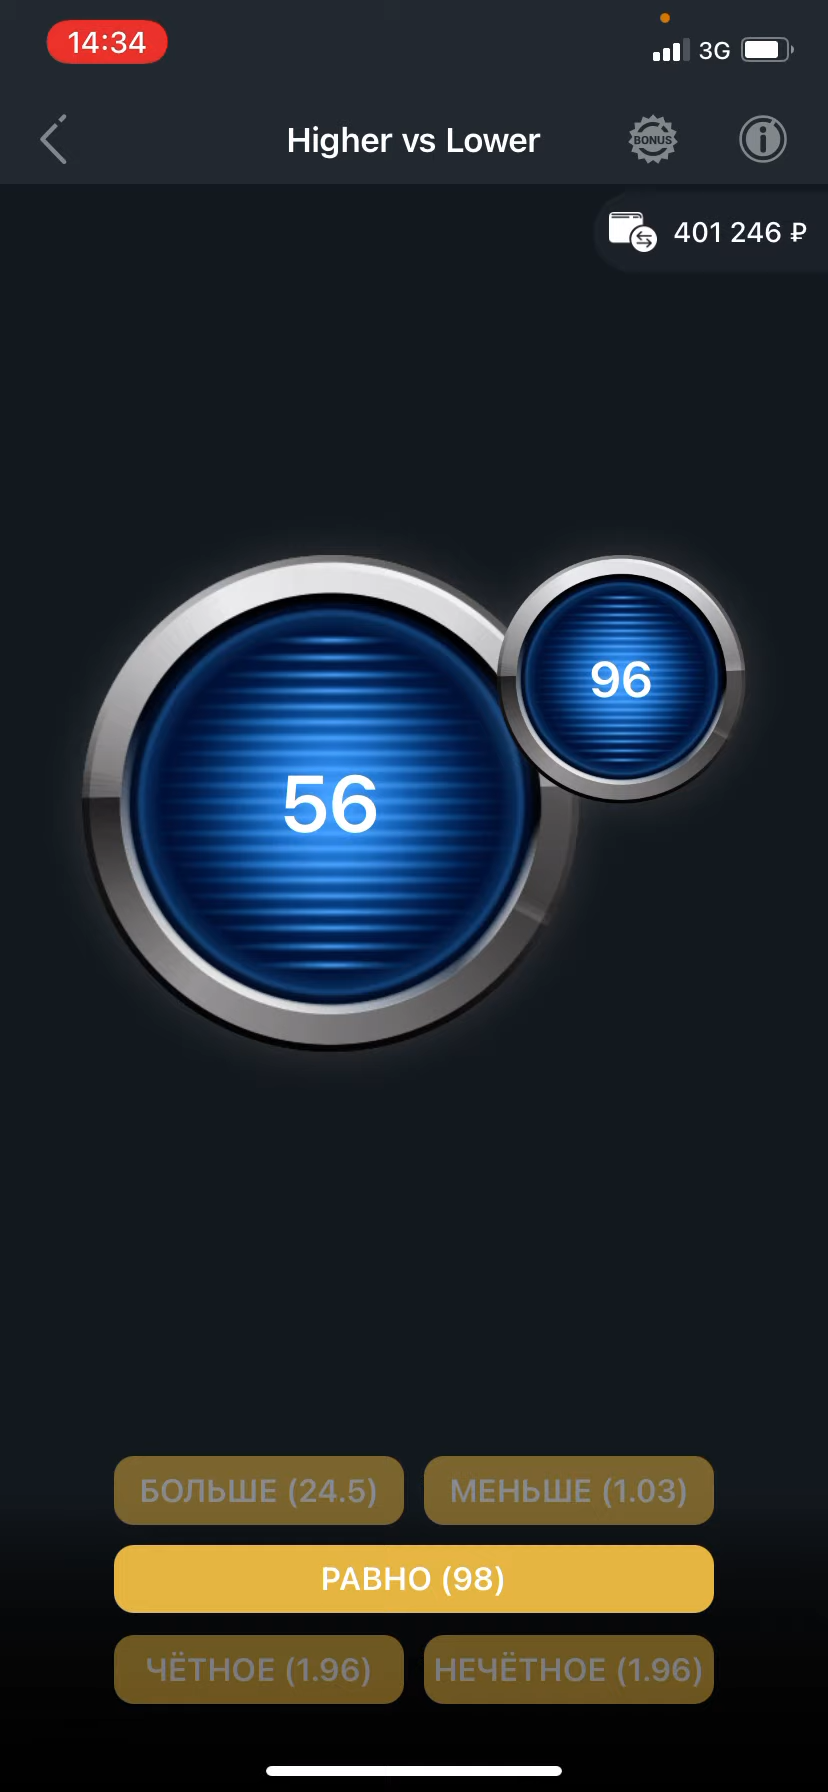 14:34
3G
Higher vs Lower
BONUS
401 246 ₽
96
56
БОЛЬШЕ (24.5)
МЕНЬШЕ (1.03)
РАВНО (98)
ЧЁТНОЕ (1.96)
НЕЧЁТНОЕ (1.96)